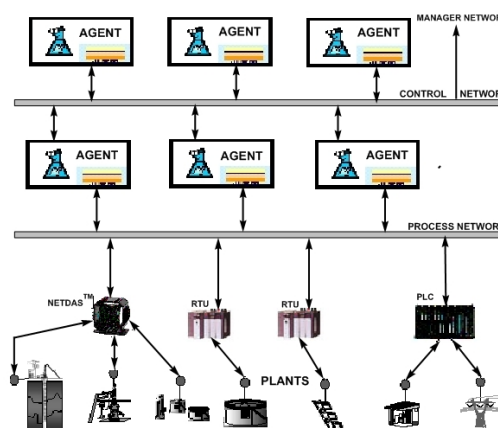 MANAGER NETWORK
AGENT
AGENT
AGENT
CONTROL NETWORK
AGENT
AGENT
AGENT
PROCESS NETWORK
NETDAS™
RTU
RTU
PLC
PLANTS